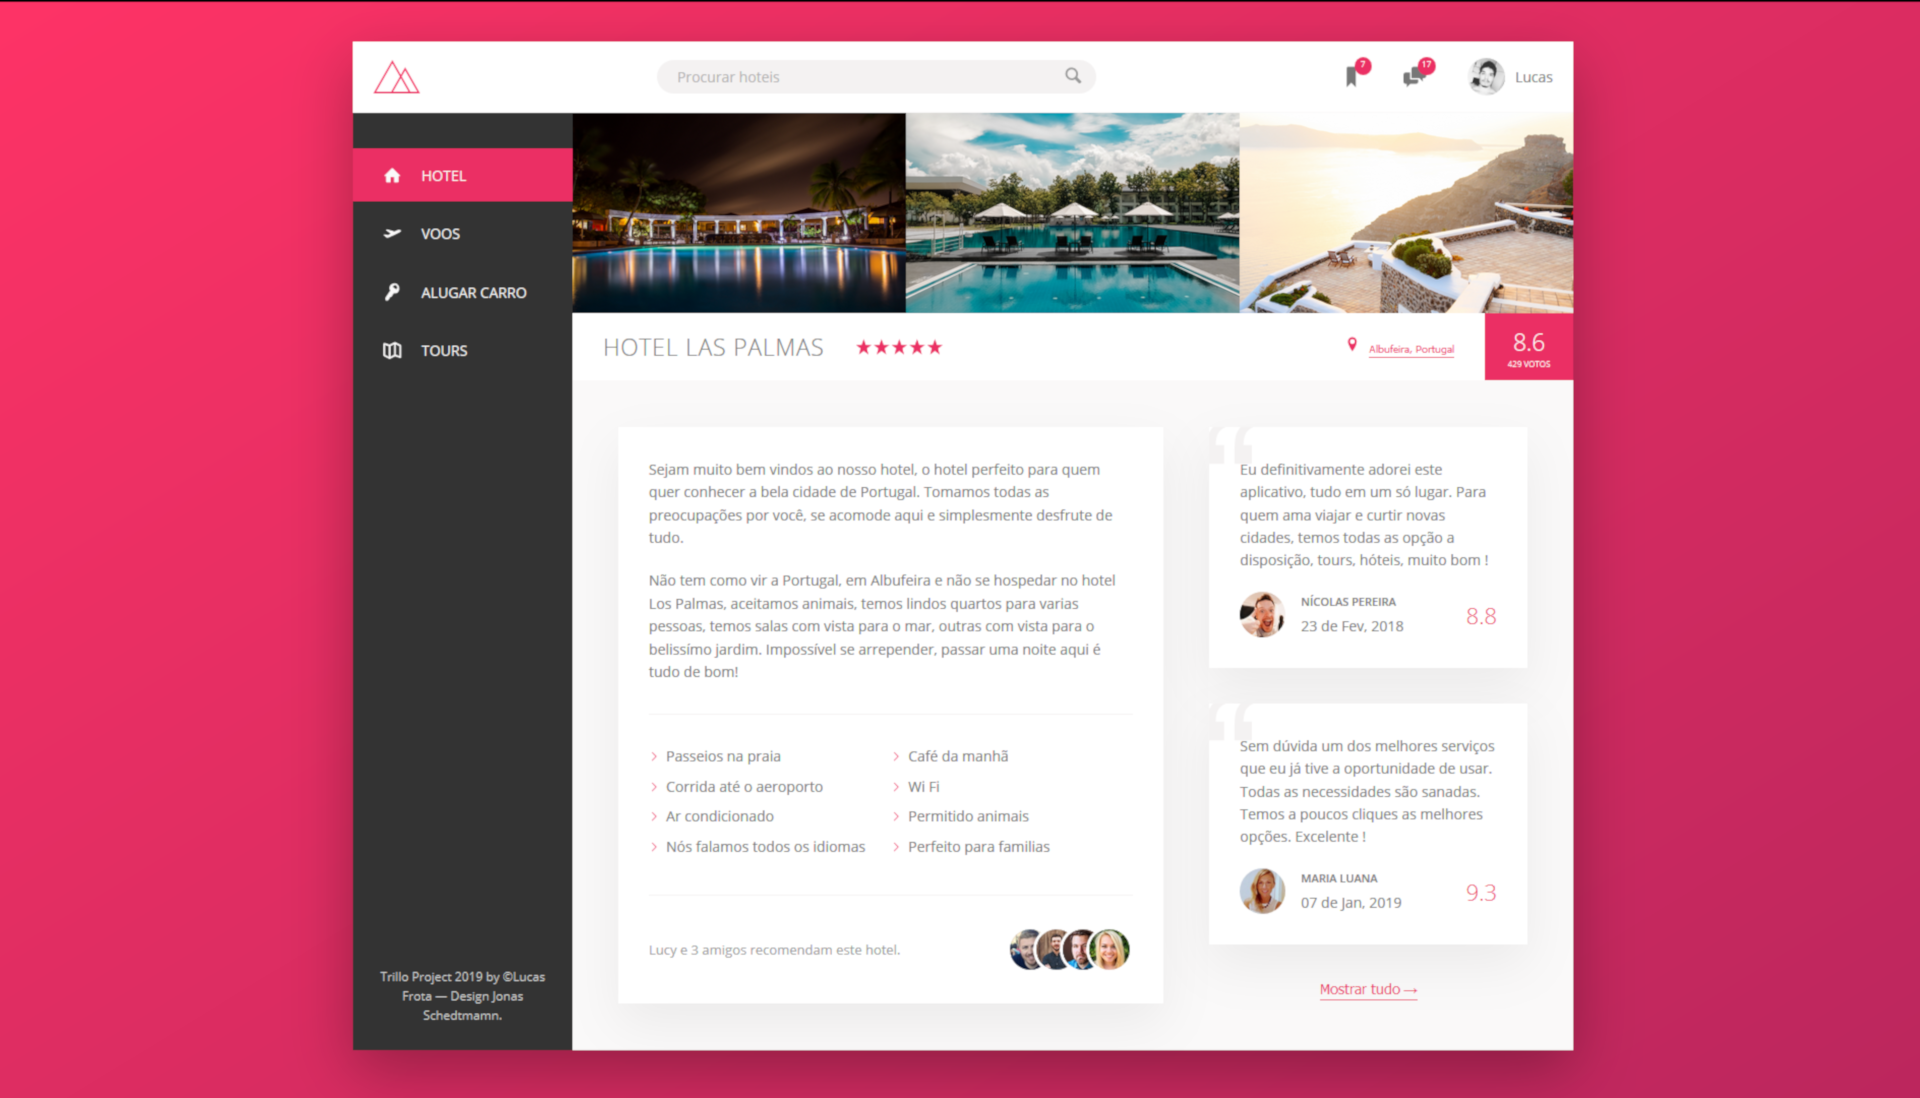 Procurar hoteis
7
17
Lucas
HOTEL
VOOS
ALUGAR CARRO
TOURS
HOTEL LAS PALMAS
Albufeira, Portugal
8.6
429 VOTOS
Sejam muito bem vindos ao nosso hotel, o hotel perfeito para quem
quer conhecer a bela cidade de Portugal. Tomamos todas as
preocupações por você, se acomode aqui e simplesmente desfrute de
tudo.
Não tem como vir a Portugal, em Albufeira e não se hospedar no hotel
Los Palmas, aceitamos animais, temos lindos quartos para varias
pessoas, temos salas com vista para o mar, outras com vista para o
belissímo jardim. Impossível se arrepender, passar uma noite aqui é
tudo de bom!
Passeios na praia
Corrida até o aeroporto
Ar condicionado
Nós falamos todos os idiomas
Café da manhã
Wi Fi
Permitido animais
Perfeito para familias
Lucy e 3 amigos recomendam este hotel.
Eu definitivamente adorei este
aplicativo, tudo em um só lugar. Para
quem ama viajar e curtir novas
cidades, temos todas as opção a
disposição, tours, hóteis, muito bom !
NÍCOLAS PEREIRA
23 de Fev, 2018
8.8
Sem dúvida um dos melhores serviços
que eu já tive a oportunidade de usar.
Todas as necessidades são sanadas.
Temos a poucos cliques as melhores
opções. Excelente !
MARIA LUANA
07 de Jan, 2019
9.3
Mostrar tudo →
Trillo Project 2019 by ©Lucas
Frota — Design Jonas
Schedtmamn.